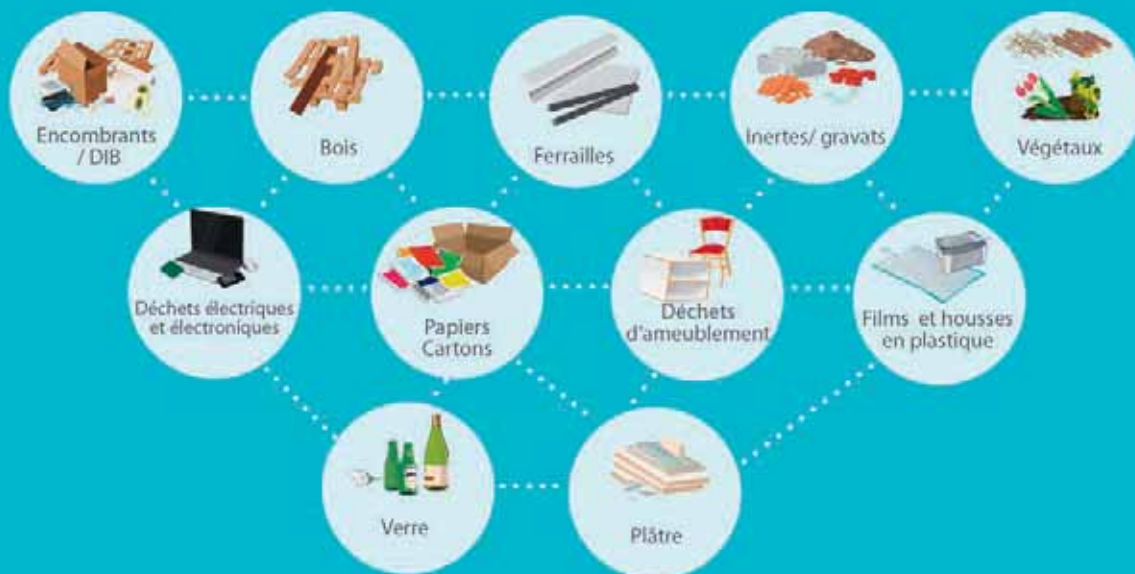 Encombrants
/ DIB
Bois
Ferrailles
Inertes/ gravats
Végétaux
Déchets électriques
et électroniques
Papiers
Cartons
Déchets
d'ameublement
Films et housses
en plastique
Verre
Plâtre